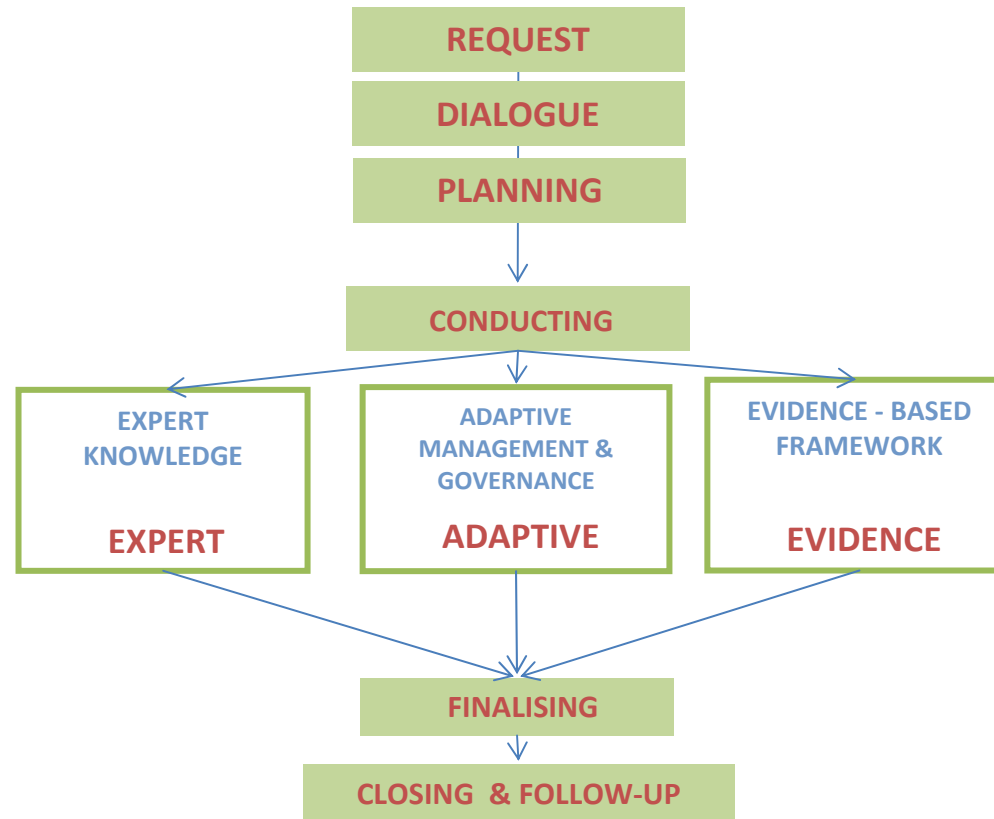 REQUEST
DIALOGUE
PLANNING
CONDUCTING
EXPERT
KNOWLEDGE
EXPERT
ADAPTIVE
MANAGEMENT &
GOVERNANCE
ADAPTIVE
EVIDENCE - BASED
FRAMEWORK
EVIDENCE
FINALISING
CLOSING & FOLLOW-UP